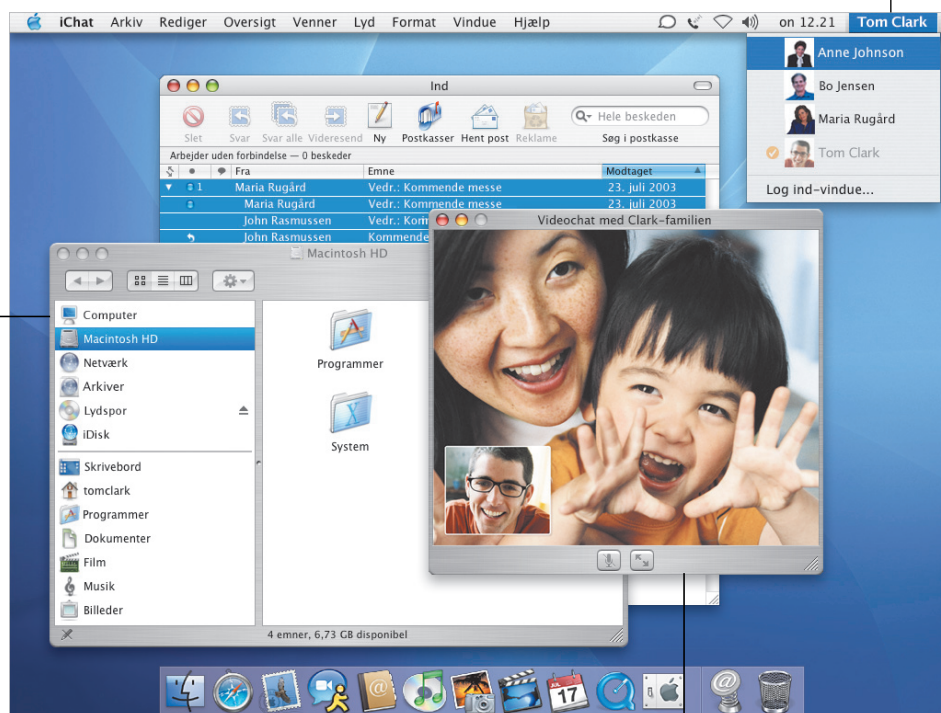 iChat Arkiv Rediger Oversigt Venner Lyd Format Vindue Hjælp on 12.21 Tom Clark
Anne Johnson
Bo Jensen
Maria Rugård
Tom Clark
Log ind-vindue...
Ind
Slet Svar Svar alle Videresend Ny Postkasser Hent post Reklame
Hele beskeden
Søg i postkasse
Arbejder uden forbindelse — 0 beskeder
Fra Emne Modtaget
1 Maria Rugård Vedr.: Kommende messe 23. juli 2003
Maria Rugård Vedr.: Kommende messe 23. juli 2003
John Rasmussen Vedr.: Kom
John Rasmussen Kommende
Videochat med Clark-familien
Macintosh HD
Computer
Macintosh HD
Netværk
Arkiver
Lydspor
iDisk
Skrivebord
tomclark
Programmer
Dokumenter
Film
Musik
Billeder
Programmer
System
4 emner, 6,73 GB disponibel
JUL
17